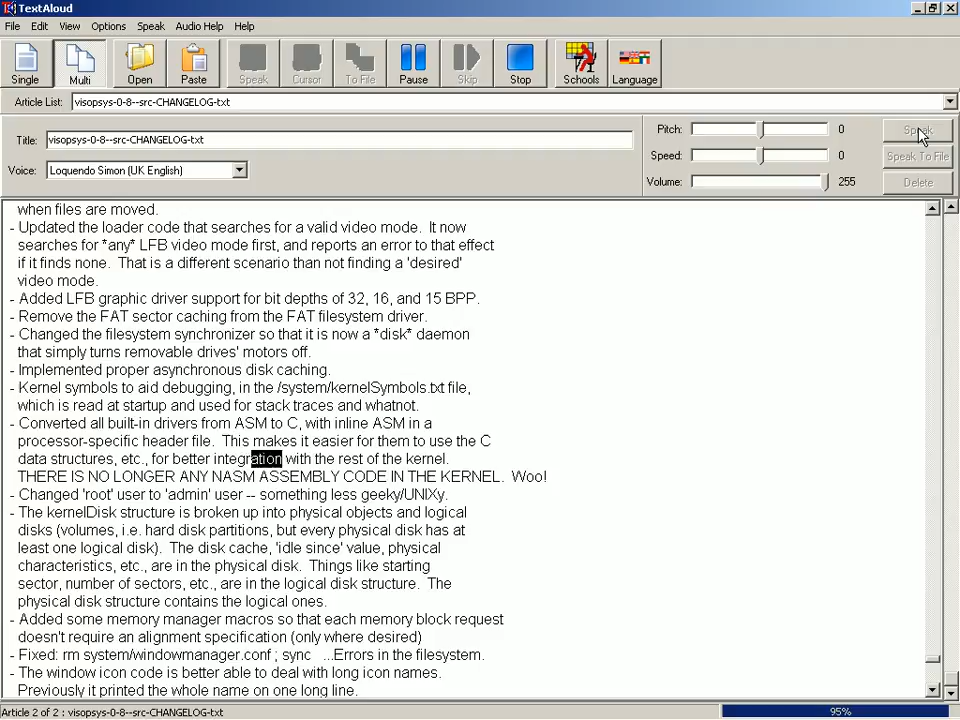 TextAloud
File Edit View Options Speak Audio Help Help
Single Multi Open Paste Speak Cursor To File Pause Skip Stop Schools Language
Article List: visopsys-0-8--src-CHANGELOG-txt
Title: visopsys-0-8--src-CHANGELOG-txt
Voice: Loquendo Simon (UK English)
Pitch: 0 Speak
Speed: 0 Speak To File
Volume: 255 Delete
when files are moved.
- Updated the loader code that searches for a valid video mode.  It now
searches for *any* LFB video mode first, and reports an error to that effect
if it finds none.  That is a different scenario than not finding a 'desired'
video mode.
- Added LFB graphic driver support for bit depths of 32, 16, and 15 BPP.
- Remove the FAT sector caching from the FAT filesystem driver.
- Changed the filesystem synchronizer so that it is now a *disk* daemon
that simply turns removable drives' motors off.
- Implemented proper asynchronous disk caching.
- Kernel symbols to aid debugging, in the /system/kernelSymbols.txt file,
which is read at startup and used for stack traces and whatnot.
- Converted all built-in drivers from ASM to C, with inline ASM in a
processor-specific header file.  This makes it easier for them to use the C
data structures, etc., for better integration with the rest of the kernel.
THERE IS NO LONGER ANY NASM ASSEMBLY CODE IN THE KERNEL.  Woo!
- Changed 'root' user to 'admin' user -- something less geeky/UNIXy.
- The kernelDisk structure is broken up into physical objects and logical
disks (volumes, i.e. hard disk partitions, but every physical disk has at
least one logical disk).  The disk cache, 'idle since' value, physical
characteristics, etc., are in the physical disk.  Things like starting
sector, number of sectors, etc., are in the logical disk structure.  The
physical disk structure contains the logical ones.
- Added some memory manager macros so that each memory block request
doesn't require an alignment specification (only where desired)
- Fixed: rm system/windowmanager.conf ; sync  ...Errors in the filesystem.
- The window icon code is better able to deal with long icon names.
Previously it printed the whole name on one long line.
Article 2 of 2 : visopsys-0-8--src-CHANGELOG-txt 95%